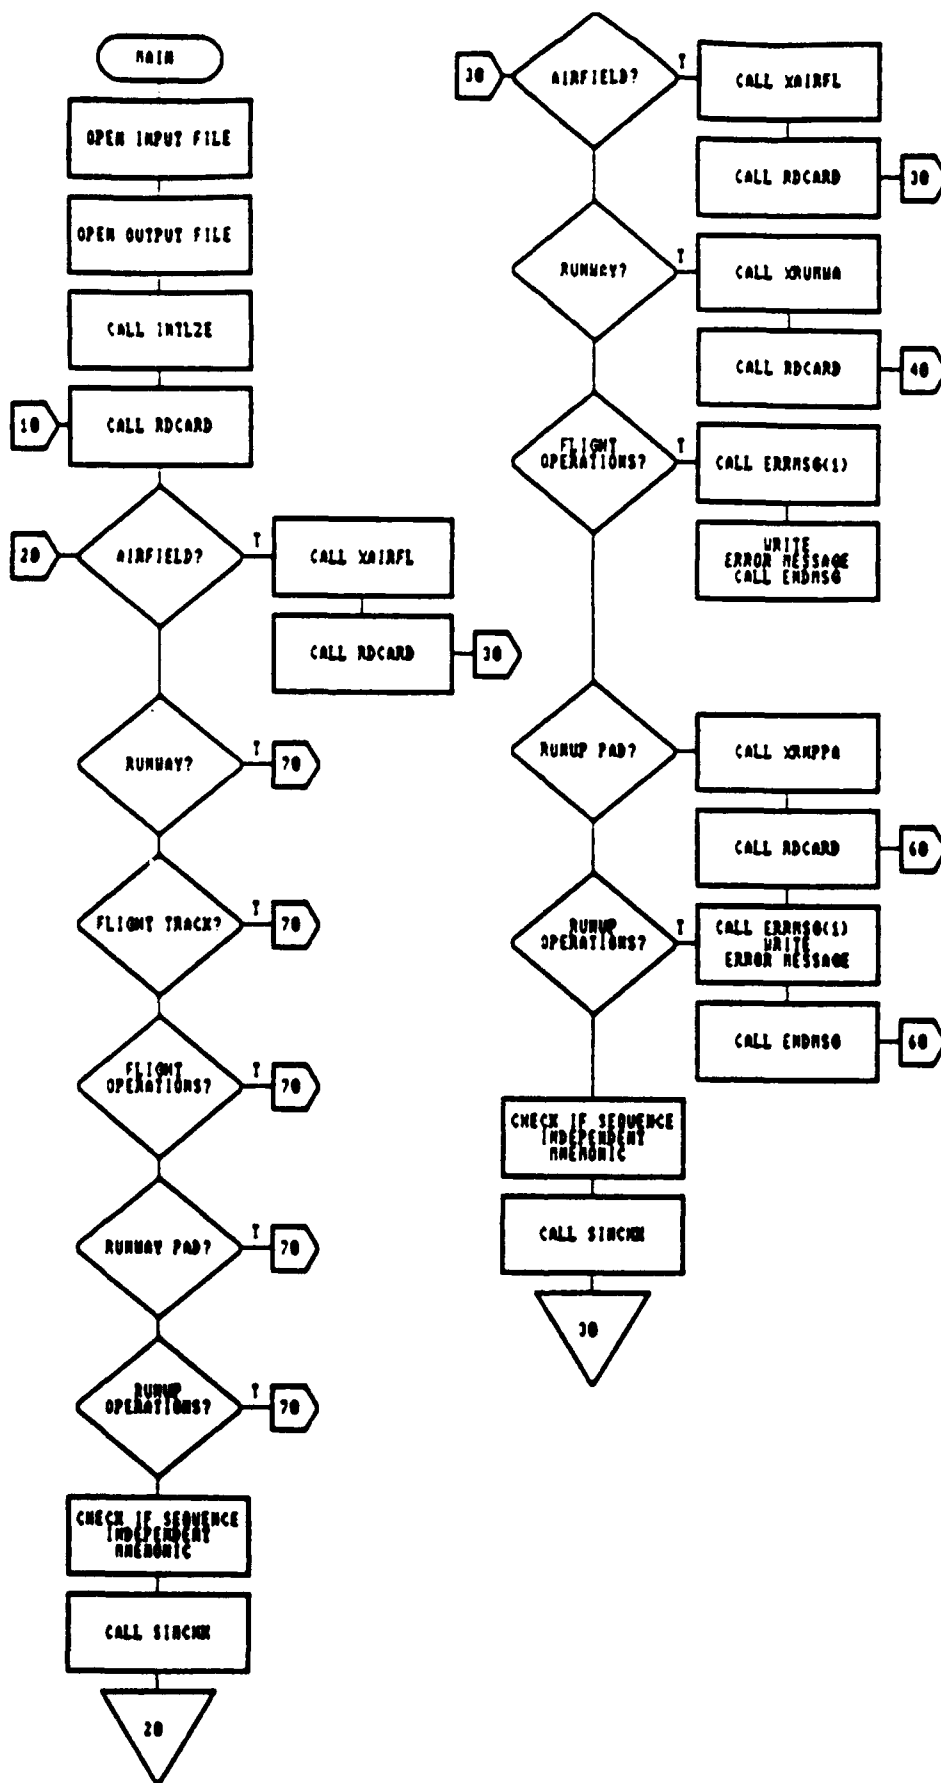 MAIN
OPEN INPUT FILE
OPEN OUTPUT FILE
CALL INTLZE
10
CALL RDCARD
20
AIRFIELD?
T
CALL XAIRFL
CALL RDCARD
30
RUNWAY?
T
70
FLIGHT TRACK?
T
70
FLIGHT
OPERATIONS?
T
70
RUNWAY PAD?
T
70
RUNUP
OPERATIONS?
T
70
CHECK IF SEQUENCE
INDEPENDENT
MNEMONIC
CALL SINCMN
20
30
AIRFIELD?
T
CALL XAIRFL
CALL RDCARD
30
RUNWAY?
T
CALL XRUNWA
CALL RDCARD
40
FLIGHT
OPERATIONS?
T
CALL ERRMSG(1)
WRITE
ERROR MESSAGE
CALL ENDMSG
RUNUP PAD?
CALL XRNPPA
CALL RDCARD
60
RUNUP
OPERATIONS?
T
CALL ERRMSG(1)
WRITE
ERROR MESSAGE
CALL ENDMSG
60
CHECK IF SEQUENCE
INDEPENDENT
MNEMONIC
CALL SINCMN
30